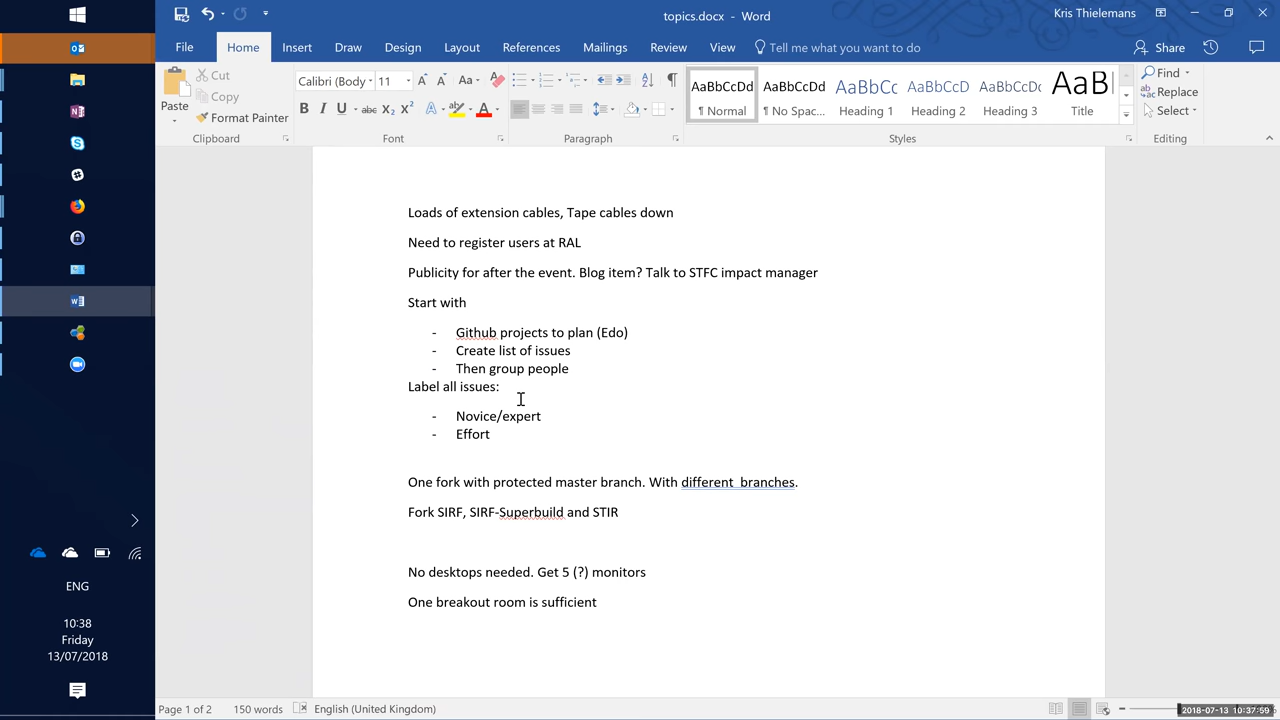 topics.docx - Word
Kris Thielemans
File Home Insert Draw Design Layout References Mailings Review View Tell me what you want to do Share
Paste
Cut
Copy
Format Painter
Clipboard
Calibri (Body 11
Font
Paragraph
AaBbCcDd AaBbCcDd AaBbCc AaBbCcD AaBbCcDc AaB
¶ Normal ¶ No Spac... Heading 1 Heading 2 Heading 3 Title
Styles
Find
Replace
Select
Editing
Loads of extension cables, Tape cables down
Need to register users at RAL
Publicity for after the event. Blog item? Talk to STFC impact manager
Start with
- Github projects to plan (Edo)
- Create list of issues
- Then group people
Label all issues:
- Novice/expert
- Effort
One fork with protected master branch. With different  branches.
Fork SIRF, SIRF-Superbuild and STIR
No desktops needed. Get 5 (?) monitors
One breakout room is sufficient
ENG
10:38
Friday
13/07/2018
Page 1 of 2 150 words English (United Kingdom)
2018-07-13 10:37:59